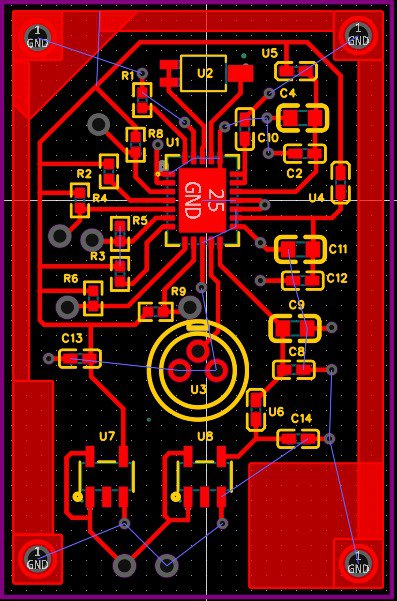 1
GND
1
GND
U5
R1
U2
C4
R8
U1
C10
R2
C2
R4
25
GND
U4
R5
C11
R3
C12
R6
R9
C9
C13
C8
U3
U6
C14
U7
U8
1
GND
1
GND